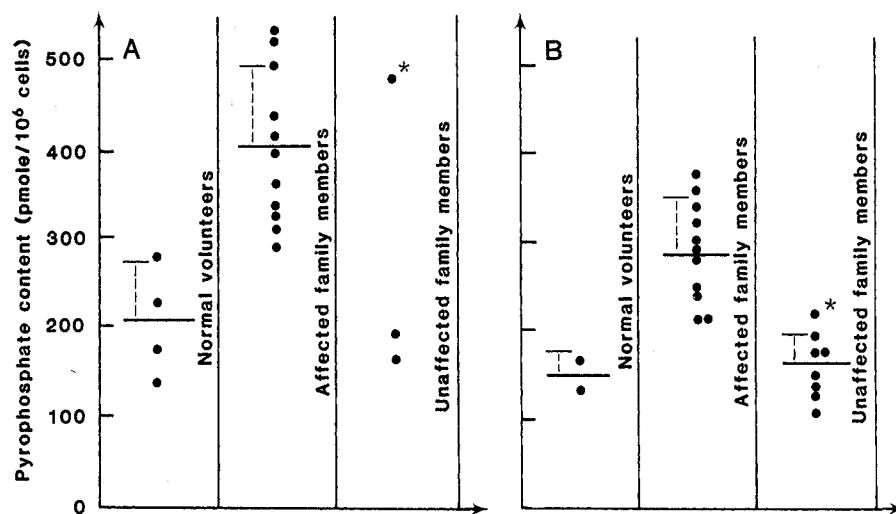 A
B
Pyrophosphate content (pmole/10⁶ cells)
500
400
300
200
100
0
Normal volunteers
Affected family members
*
Unaffected family members
Normal volunteers
Affected family members
*
Unaffected family members